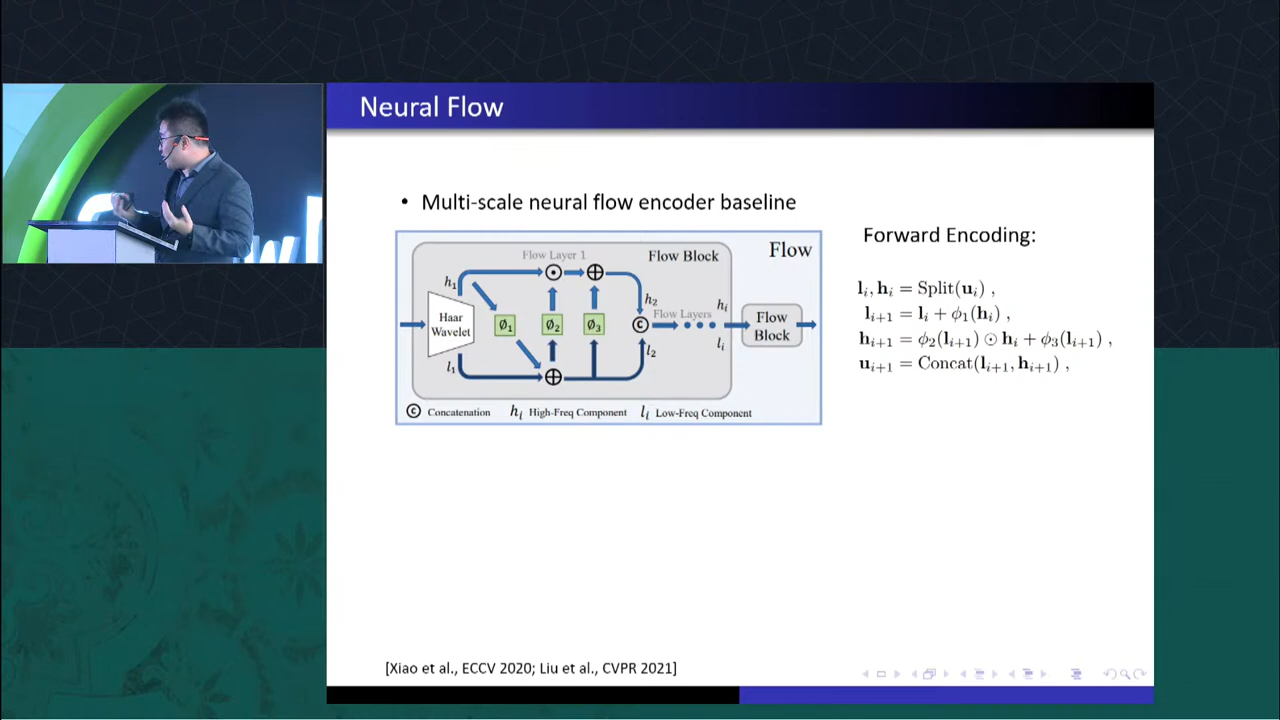 Neural Flow
• Multi-scale neural flow encoder baseline
Flow
Flow Layer 1
Flow Block
h₁
h₂
hᵢ
Haar
Wavelet
ø₁
ø₂
ø₃
Flow Layers
Flow
Block
l₁
l₂
lᵢ
© Concatenation hᵢ High-Freq Component lᵢ Low-Freq Component
Forward Encoding:
lᵢ, hᵢ = Split(uᵢ) ,
lᵢ₊₁ = lᵢ + ϕ₁(hᵢ) ,
hᵢ₊₁ = ϕ₂(lᵢ₊₁) ⊙ hᵢ + ϕ₃(lᵢ₊₁) ,
uᵢ₊₁ = Concat(lᵢ₊₁, hᵢ₊₁) ,
[Xiao et al., ECCV 2020; Liu et al., CVPR 2021]